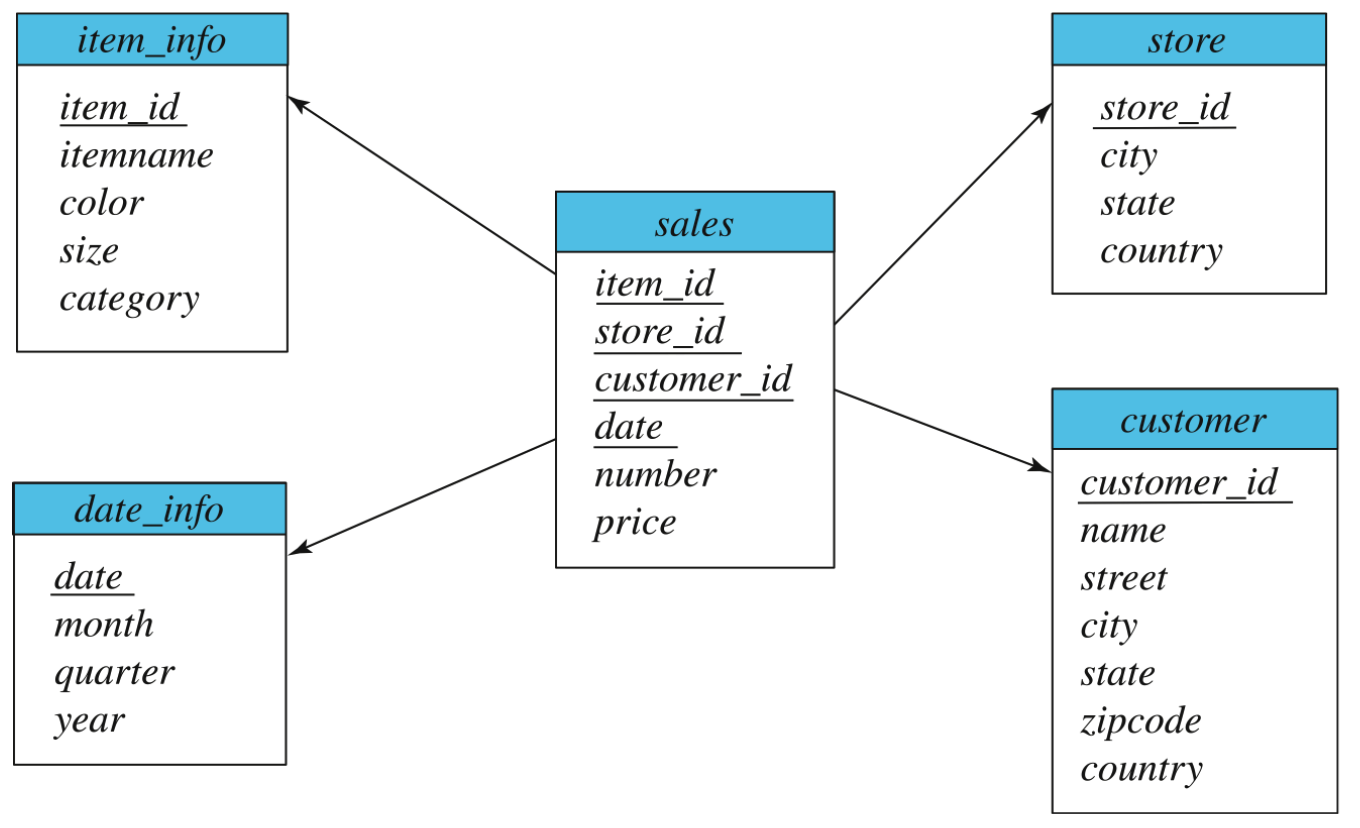 item_info
item_id
itemname
color
size
category
store
store_id
city
state
country
sales
item_id
store_id
customer_id
date
number
price
date_info
date
month
quarter
year
customer
customer_id
name
street
city
state
zipcode
country